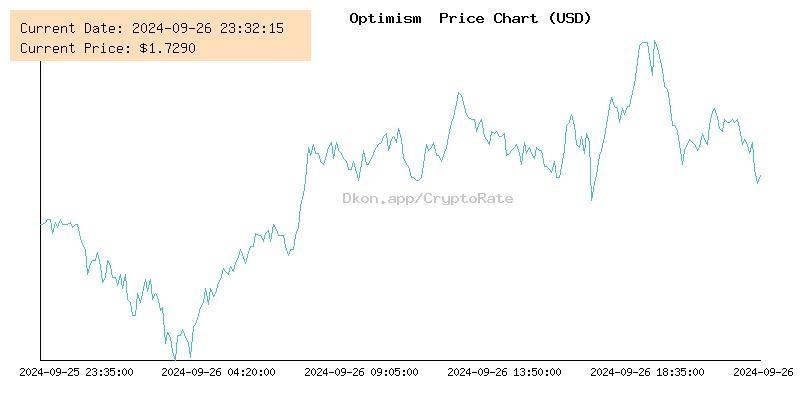 Optimism Price Chart (USD)
Current Date: 2024-09-26 23:32:15
Current Price: $1.7290
Dkon.app/CryptoRate
2024-09-25 23:35:00 2024-09-26 04:20:00 2024-09-26 09:05:00 2024-09-26 13:50:00 2024-09-26 18:35:00 2024-09-26